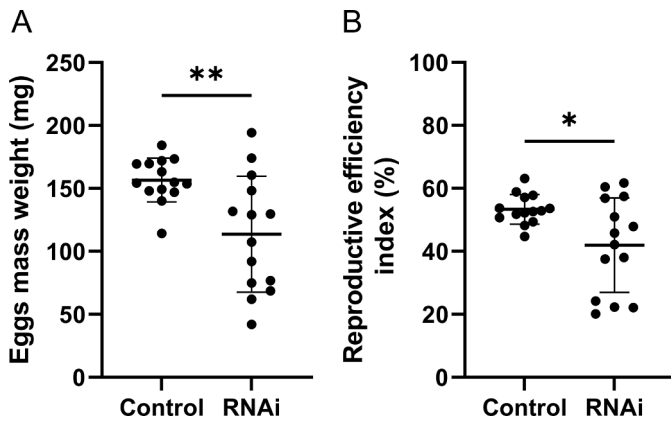 A
Eggs mass weight (mg)
250
200
150
100
50
0
**
Control RNAi
B
Reproductive efficiency
index (%)
100
80
60
40
20
0
*
Control RNAi